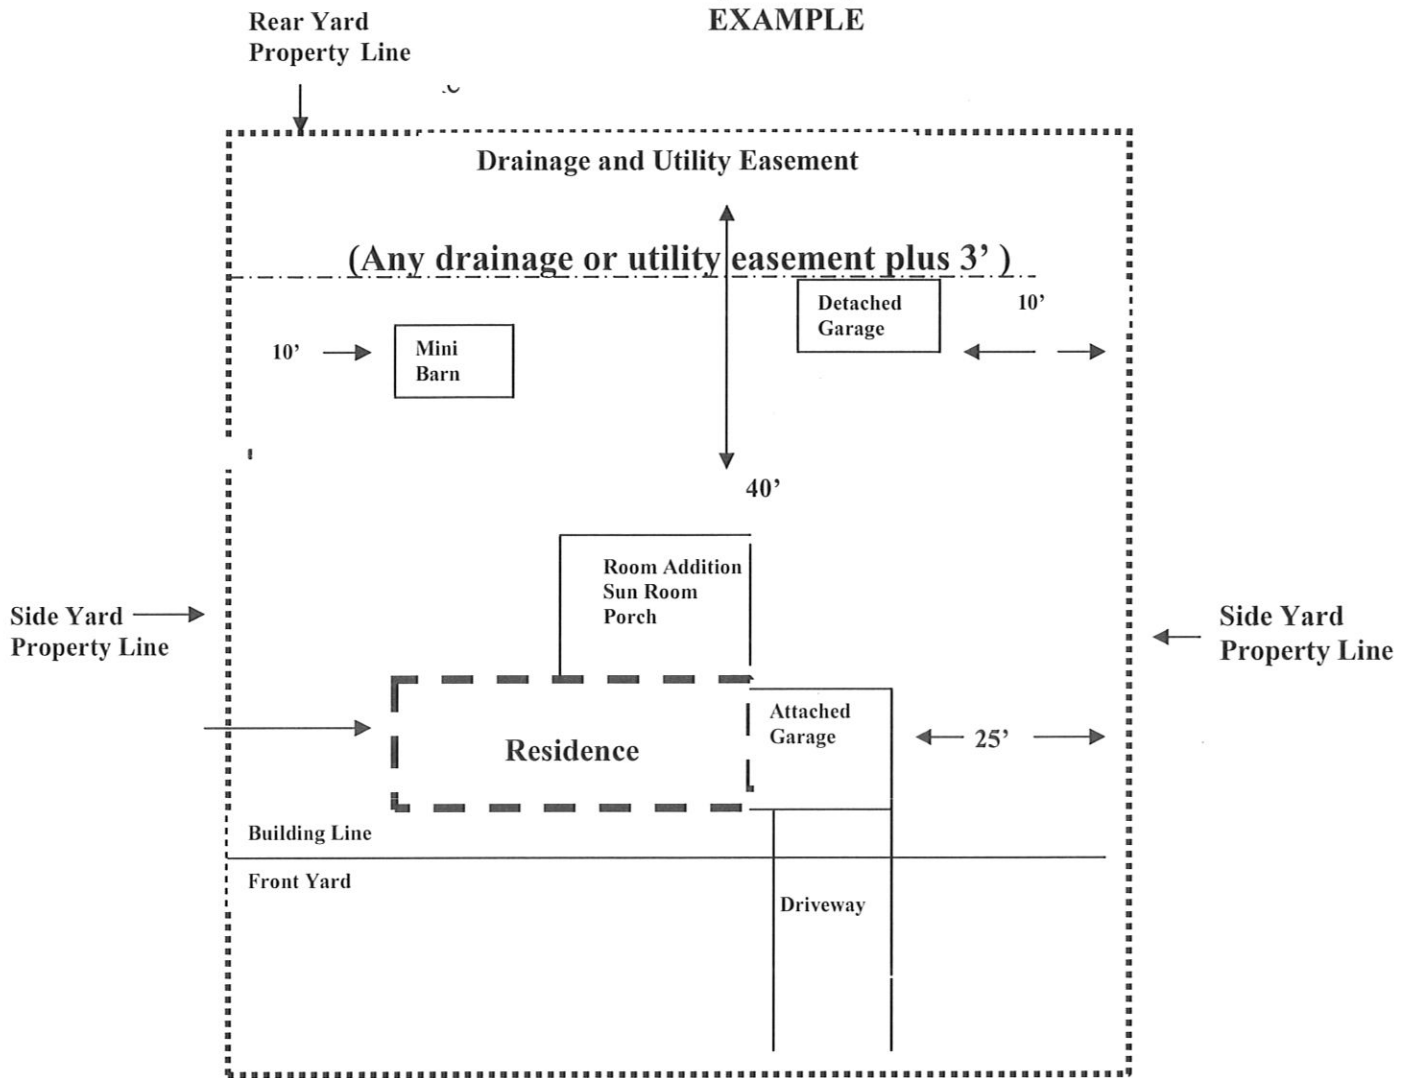 Rear Yard
Property Line
EXAMPLE
Drainage and Utility Easement
(Any drainage or utility easement plus 3’ )
Detached
Garage
10’
10’
Mini
Barn
40’
Room Addition
Sun Room
Porch
Side Yard
Property Line
Side Yard
Property Line
Attached
Garage
25’
Residence
Building Line
Front Yard
Driveway